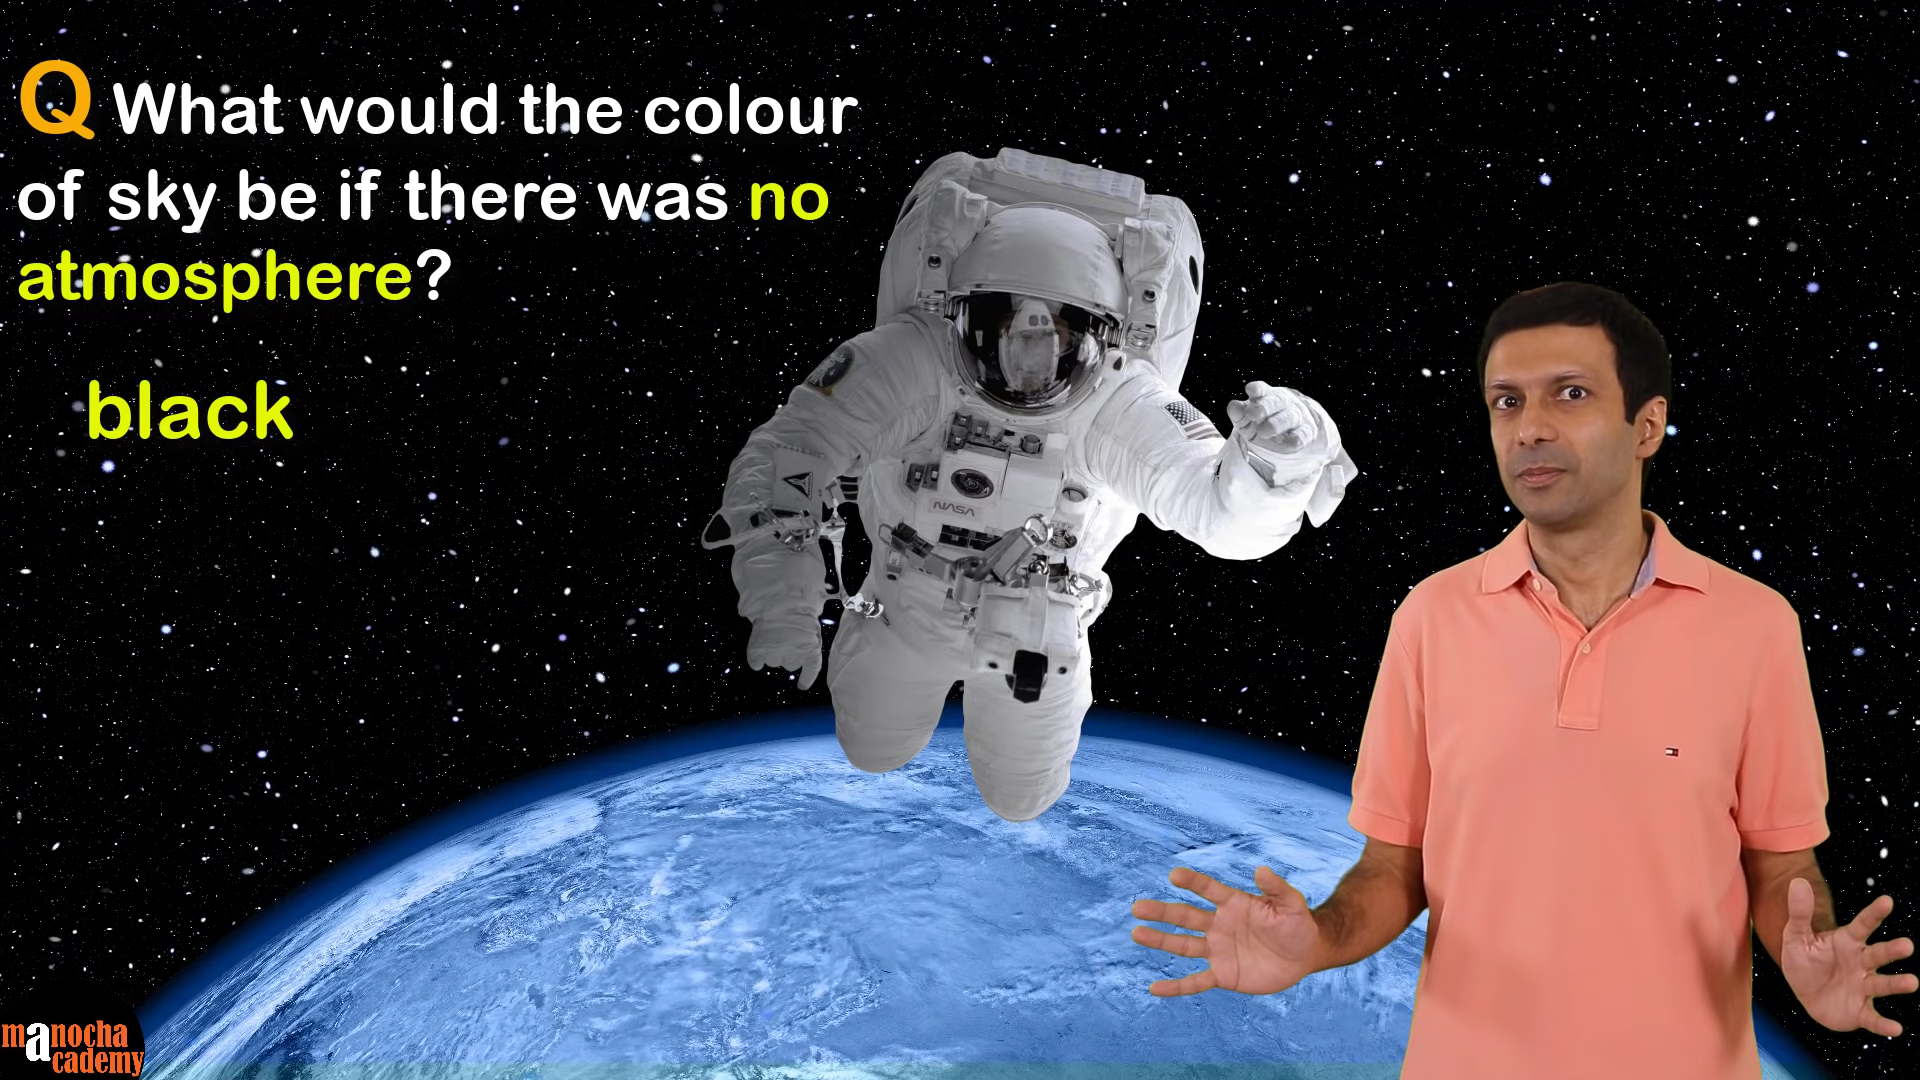 Q What would the colour
of sky be if there was no
atmosphere?
black
NASA
manocha
academy